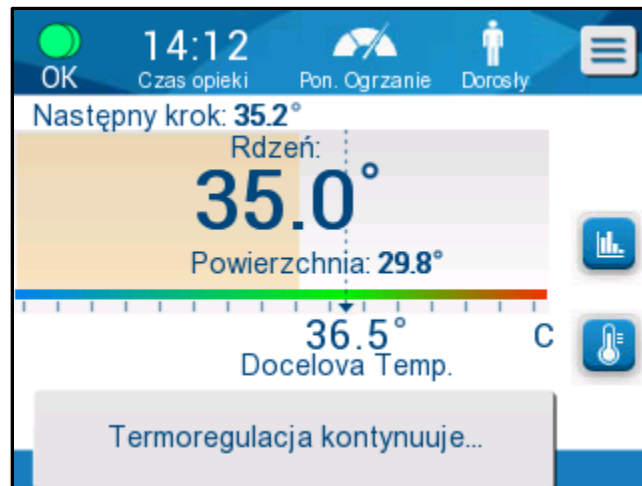 OK
14:12
Czas opieki
Pon. Ogrzanie
Dorosły
Następny krok: 35.2°
Rdzeń:
35.0°
Powierzchnia: 29.8°
36.5°
C
Docelova Temp.
Termoregulacja kontynuuje...